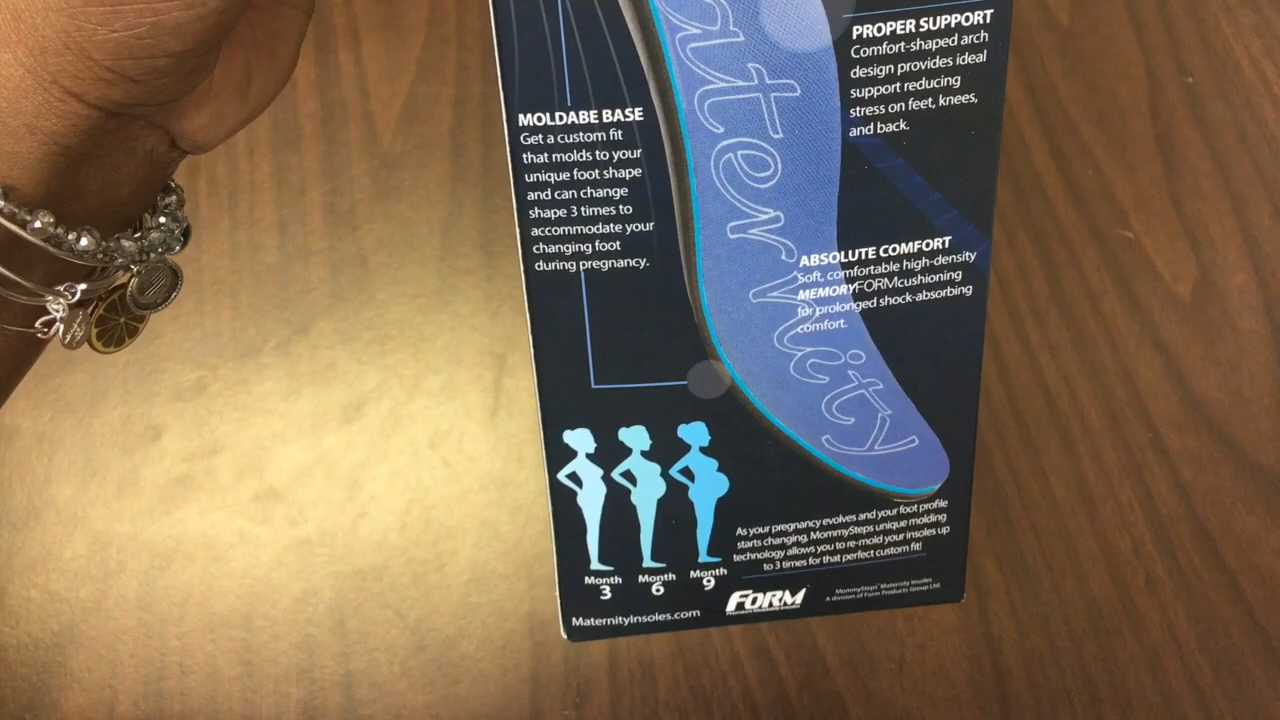 PROPER SUPPORT
Comfort-shaped arch
design provides ideal
support reducing
stress on feet, knees,
and back.
MOLDABE BASE
Get a custom fit
that molds to your
unique foot shape
and can change
shape 3 times to
accommodate your
changing foot
during pregnancy.
aternity
ABSOLUTE COMFORT
Soft, comfortable high-density
MEMORYFORMcushioning
for prolonged shock-absorbing
comfort.
As your pregnancy evolves and your foot profile
starts changing, MommySteps unique molding
technology allows you to re-mold your insoles up
to 3 times for that perfect custom fit!
Month
3
Month
6
Month
9
MaternityInsoles.com
FORM
Premium Moldable Insoles
MommySteps™ Maternity Insoles
A division of Form Products Group Ltd.